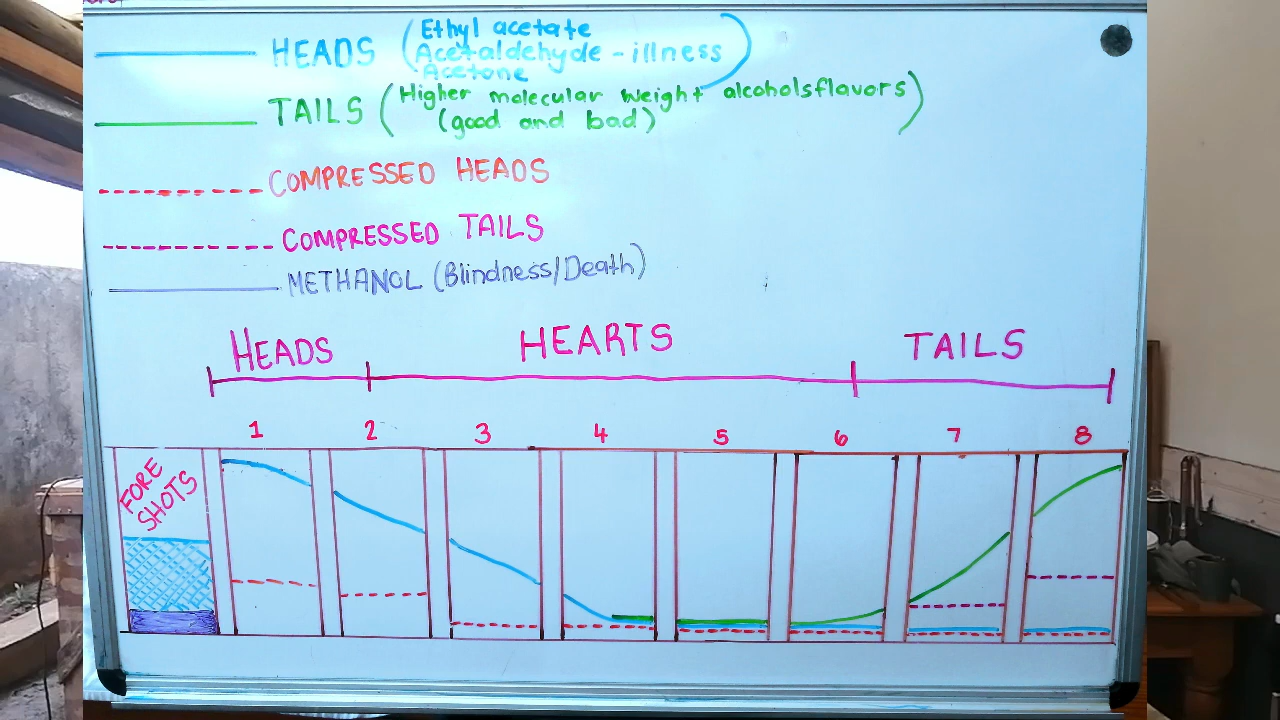 HEADS (Ethyl acetate
Acetaldehyde - illness
Acetone)
TAILS (Higher molecular weight alcohols flavors
(good and bad))
COMPRESSED HEADS
COMPRESSED TAILS
METHANOL (Blindness/Death)
HEADS HEARTS TAILS
1 2 3 4 5 6 7 8
FORE
SHOTS